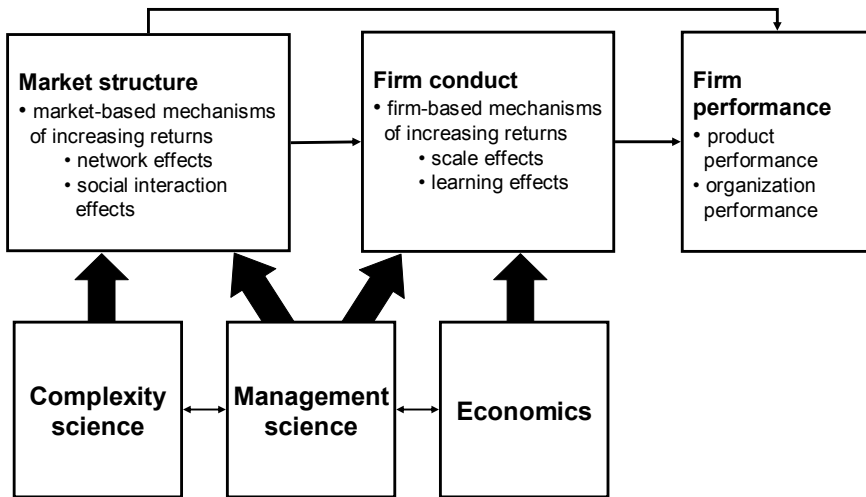 Market structure
• market-based mechanisms
of increasing returns
• network effects
• social interaction
effects
Firm conduct
• firm-based mechanisms
of increasing returns
• scale effects
• learning effects
Firm
performance
• product
performance
• organization
performance
Complexity
science
Management
science
Economics